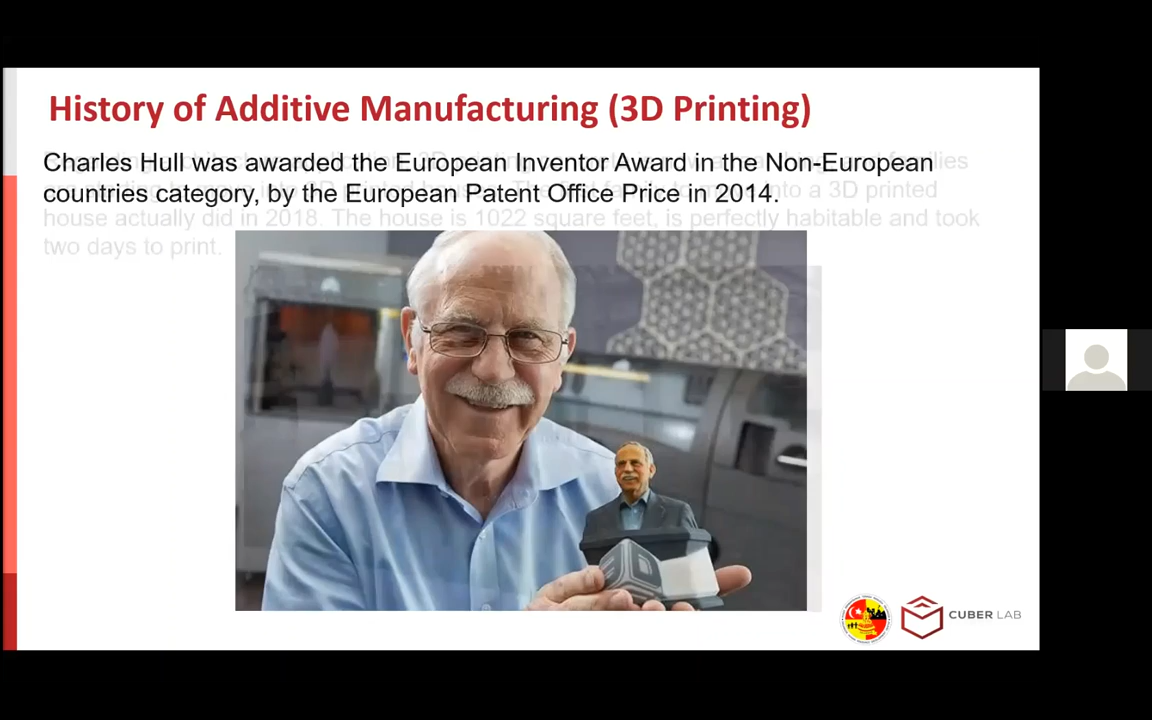 History of Additive Manufacturing (3D Printing)
Charles Hull was awarded the European Inventor Award in the Non-European
countries category, by the European Patent Office Price in 2014.
families
into a 3D printed
house actually did in 2018. The house is 1022 square feet, is perfectly habitable and took
two days to print.
CUBER LAB